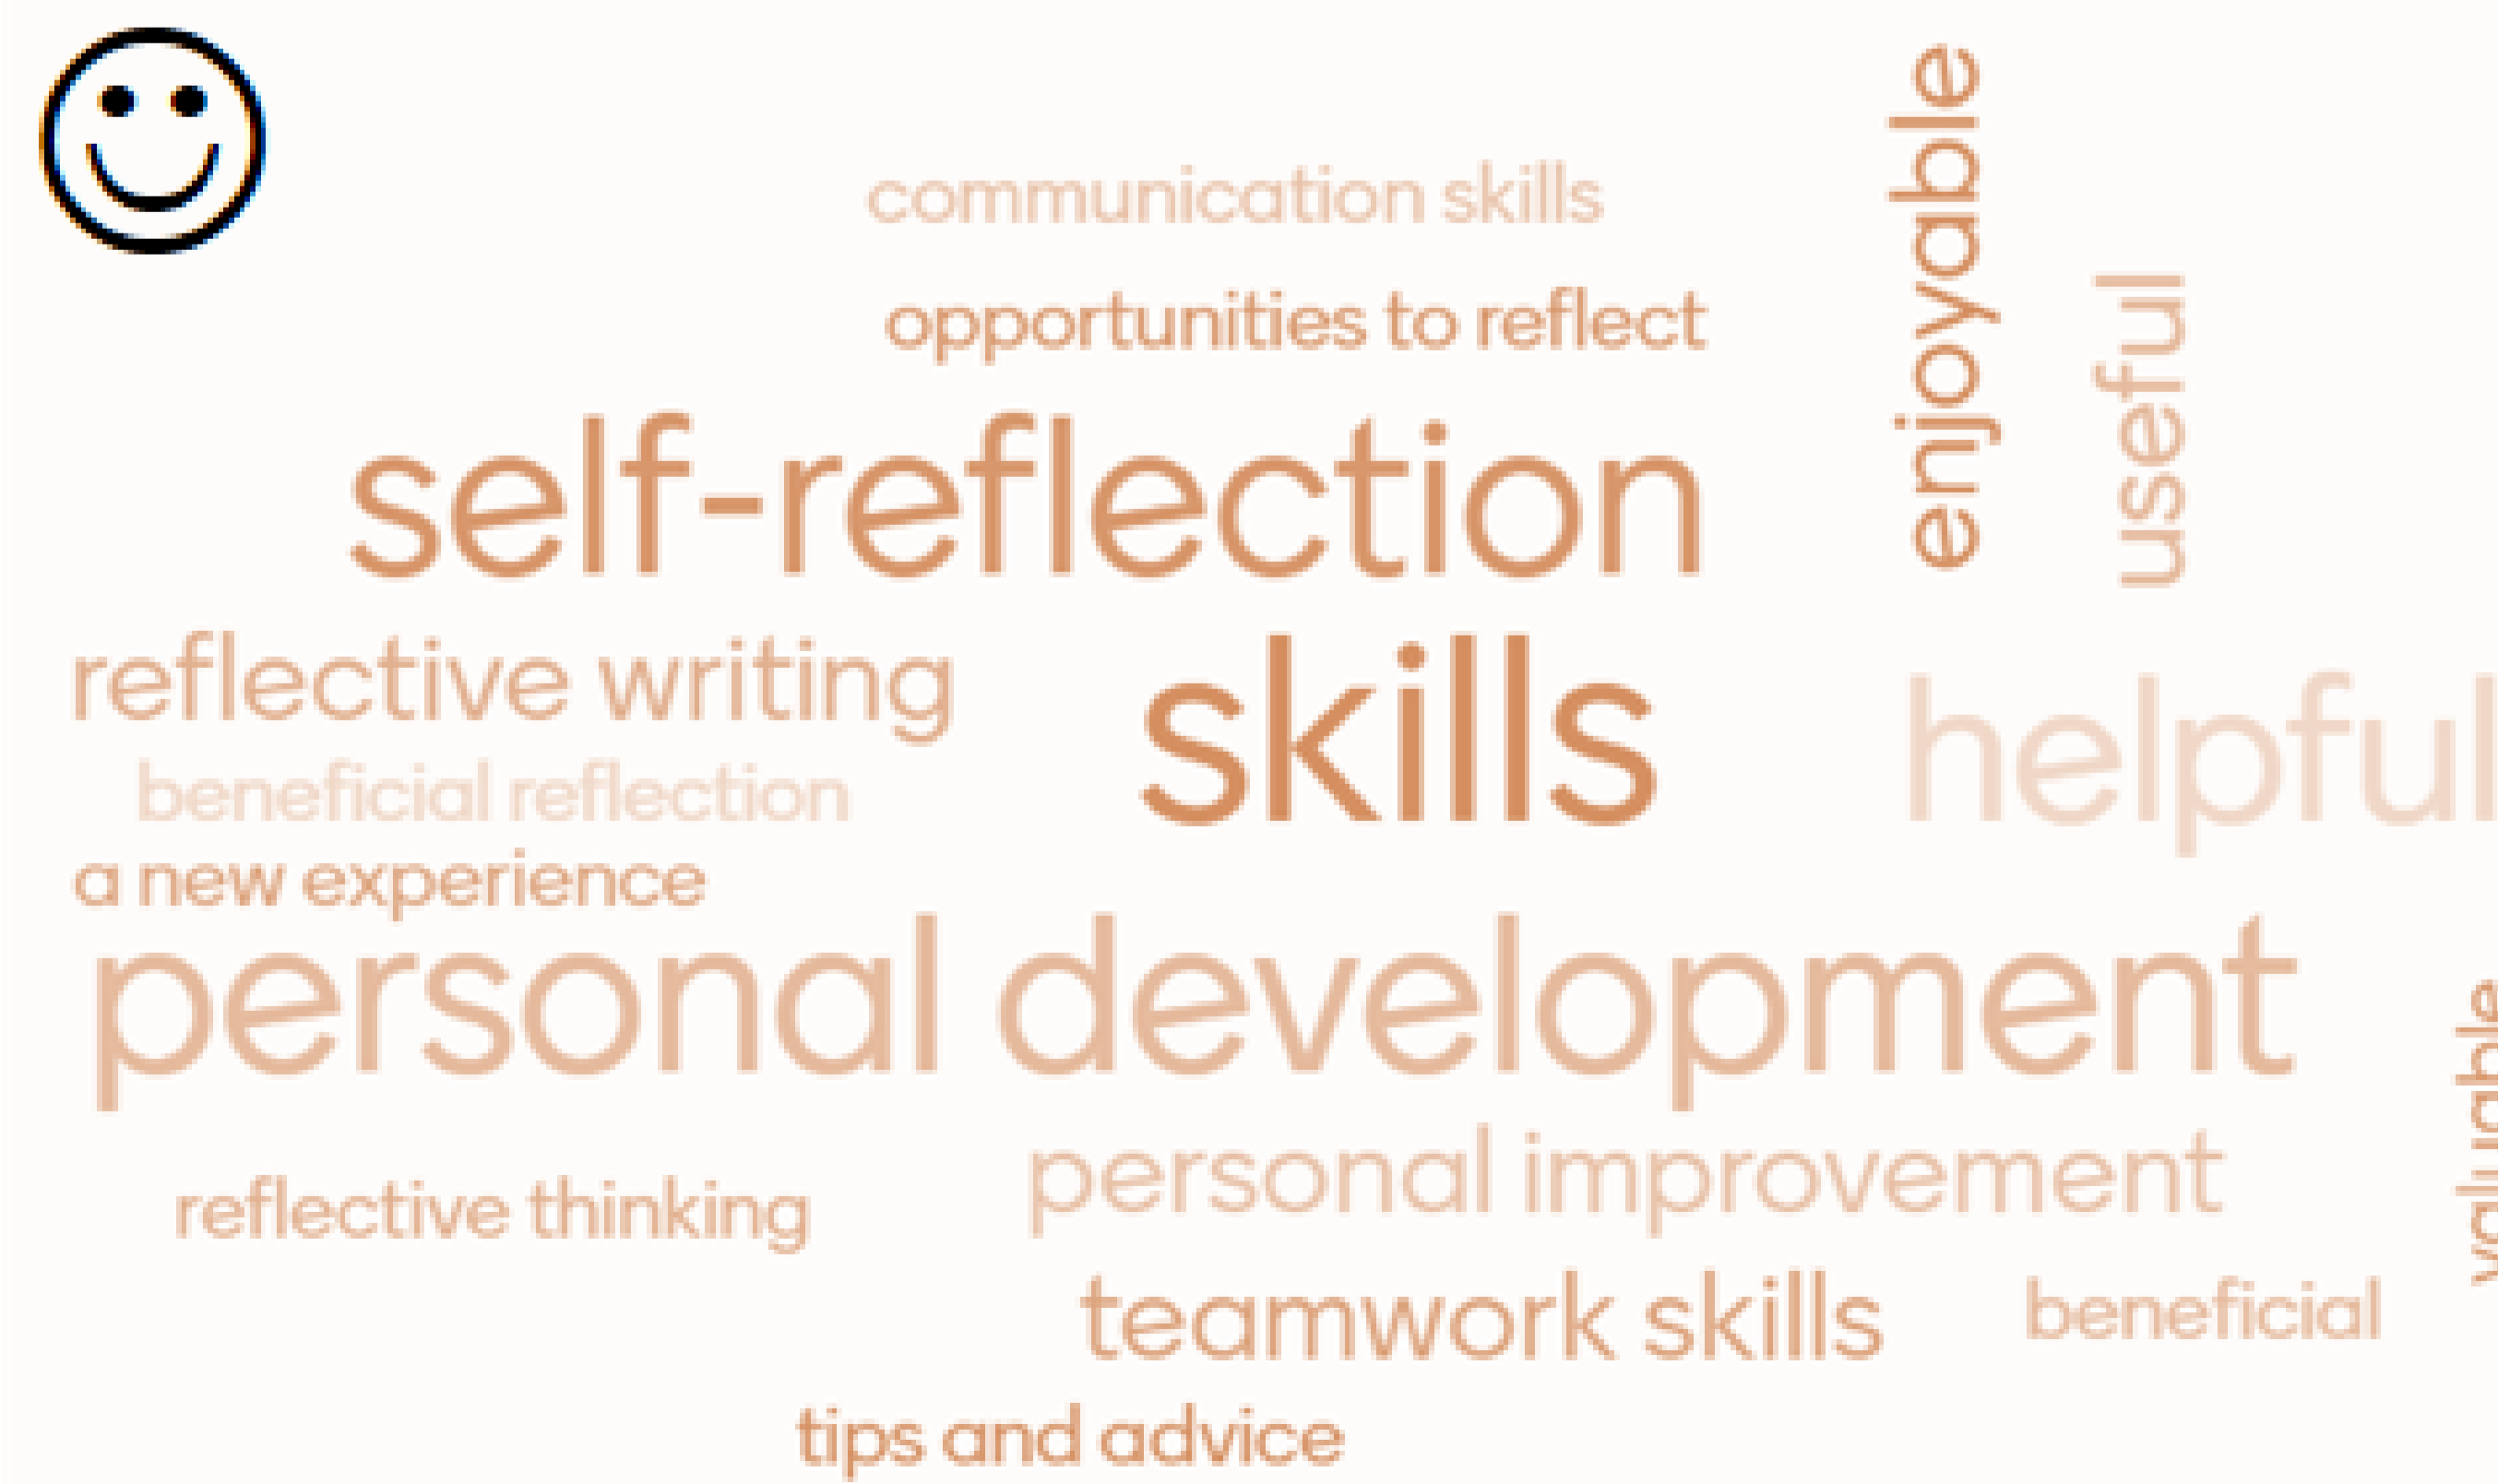 communication skills
enjoyable
useful
opportunities to reflect
self-reflection
reflective writing
skills
helpful
beneficial reflection
a new experience
personal development
valuable
personal improvement
reflective thinking
teamwork skills
beneficial
tips and advice